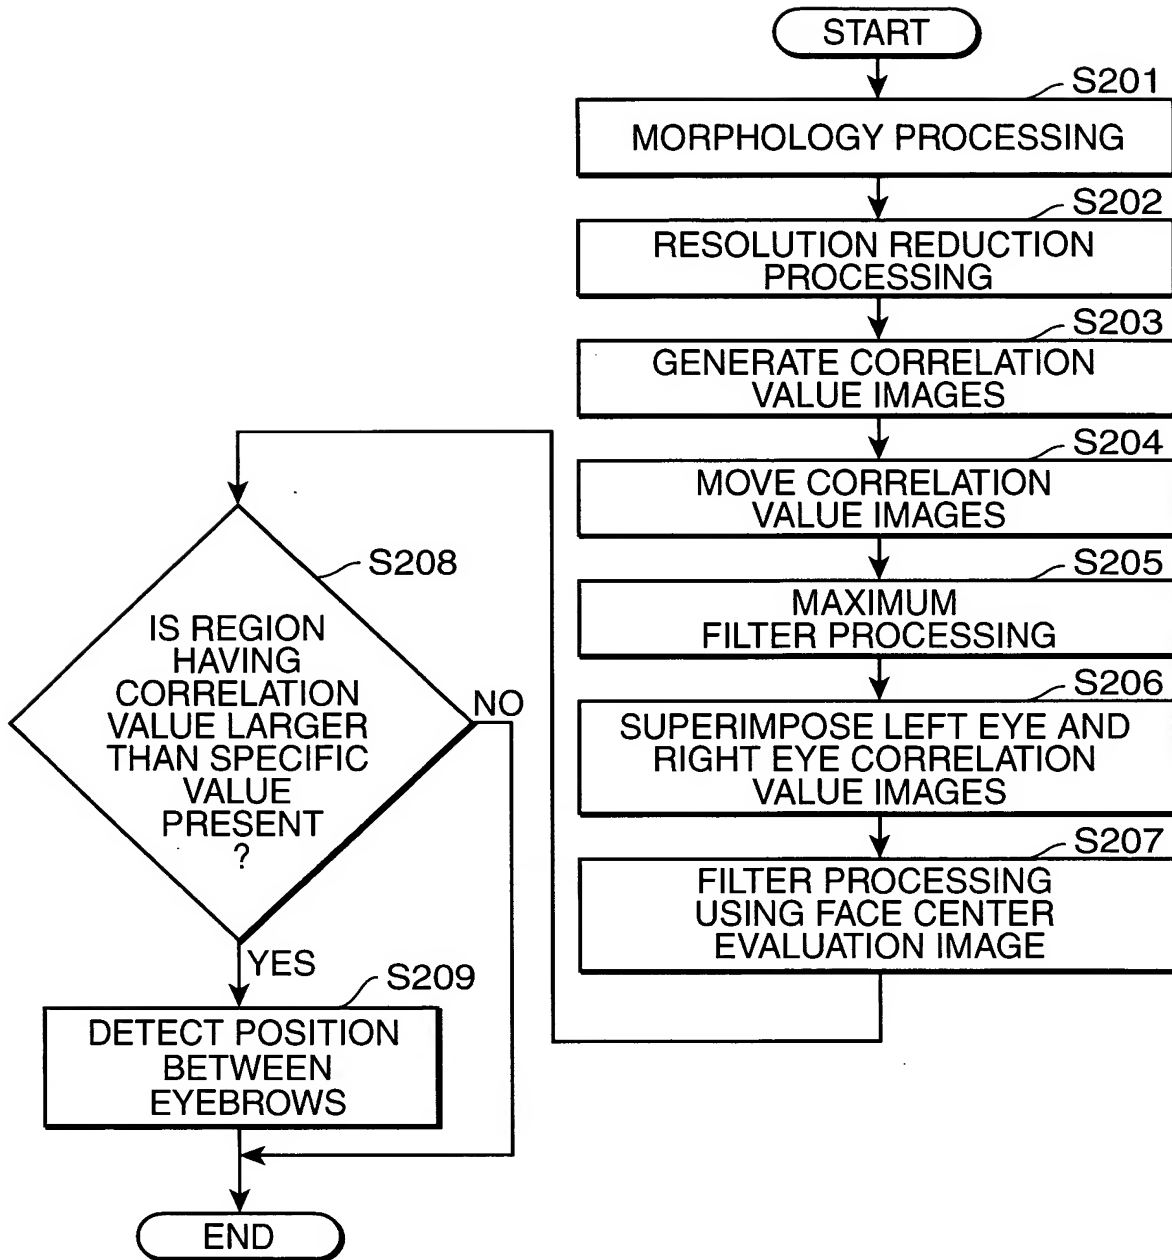 START
S201
MORPHOLOGY PROCESSING
S202
RESOLUTION REDUCTION
PROCESSING
S203
GENERATE CORRELATION
VALUE IMAGES
S204
MOVE CORRELATION
VALUE IMAGES
S205
MAXIMUM
FILTER PROCESSING
S206
SUPERIMPOSE LEFT EYE AND
RIGHT EYE CORRELATION
VALUE IMAGES
S207
FILTER PROCESSING
USING FACE CENTER
EVALUATION IMAGE
S208
IS REGION
HAVING
CORRELATION
VALUE LARGER
THAN SPECIFIC
VALUE
PRESENT
?
NO
YES
S209
DETECT POSITION
BETWEEN
EYEBROWS
END